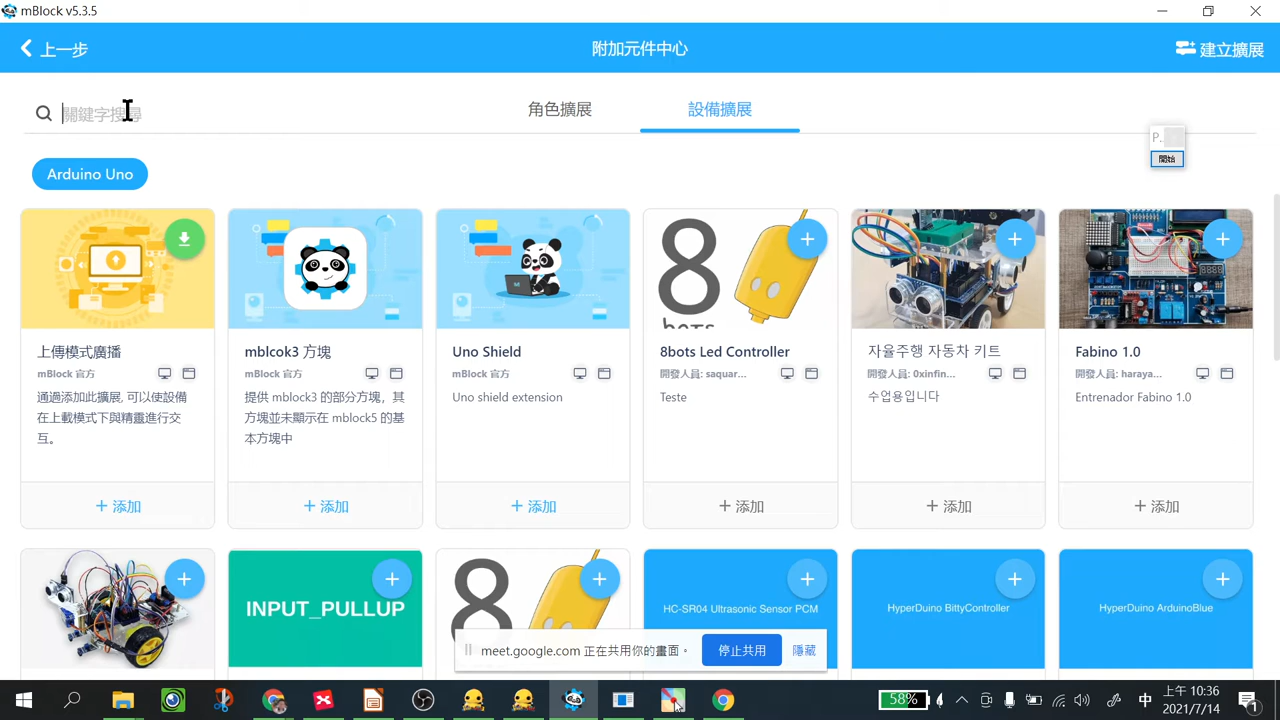 mBlock v5.3.5
上一步
附加元件中心
建立擴展
關鍵字搜尋
角色擴展
設備擴展
P..
開始
Arduino Uno
上傳模式廣播
mBlock 官方
通過添加此擴展, 可以使設備
在上載模式下與精靈進行交
互。
+ 添加
mblcok3 方塊
mBlock 官方
提供 mblock3 的部分方塊，其
方塊並未顯示在 mblock5 的基
本方塊中
+ 添加
Uno Shield
mBlock 官方
Uno shield extension
+ 添加
8
bots
8bots Led Controller
開發人員: saquar...
Teste
+ 添加
자율주행 자동차 키트
開發人員: 0xinfin...
수업용입니다
+ 添加
Fabino 1.0
開發人員: haraya...
Entrenador Fabino 1.0
+ 添加
INPUT_PULLUP
8
HC-SR04 Ultrasonic Sensor PCM
HyperDuino BittyController
HyperDuino ArduinoBlue
meet.google.com 正在共用你的畫面。
停止共用
隱藏
58%
中
上午 10:36
2021/7/14
1